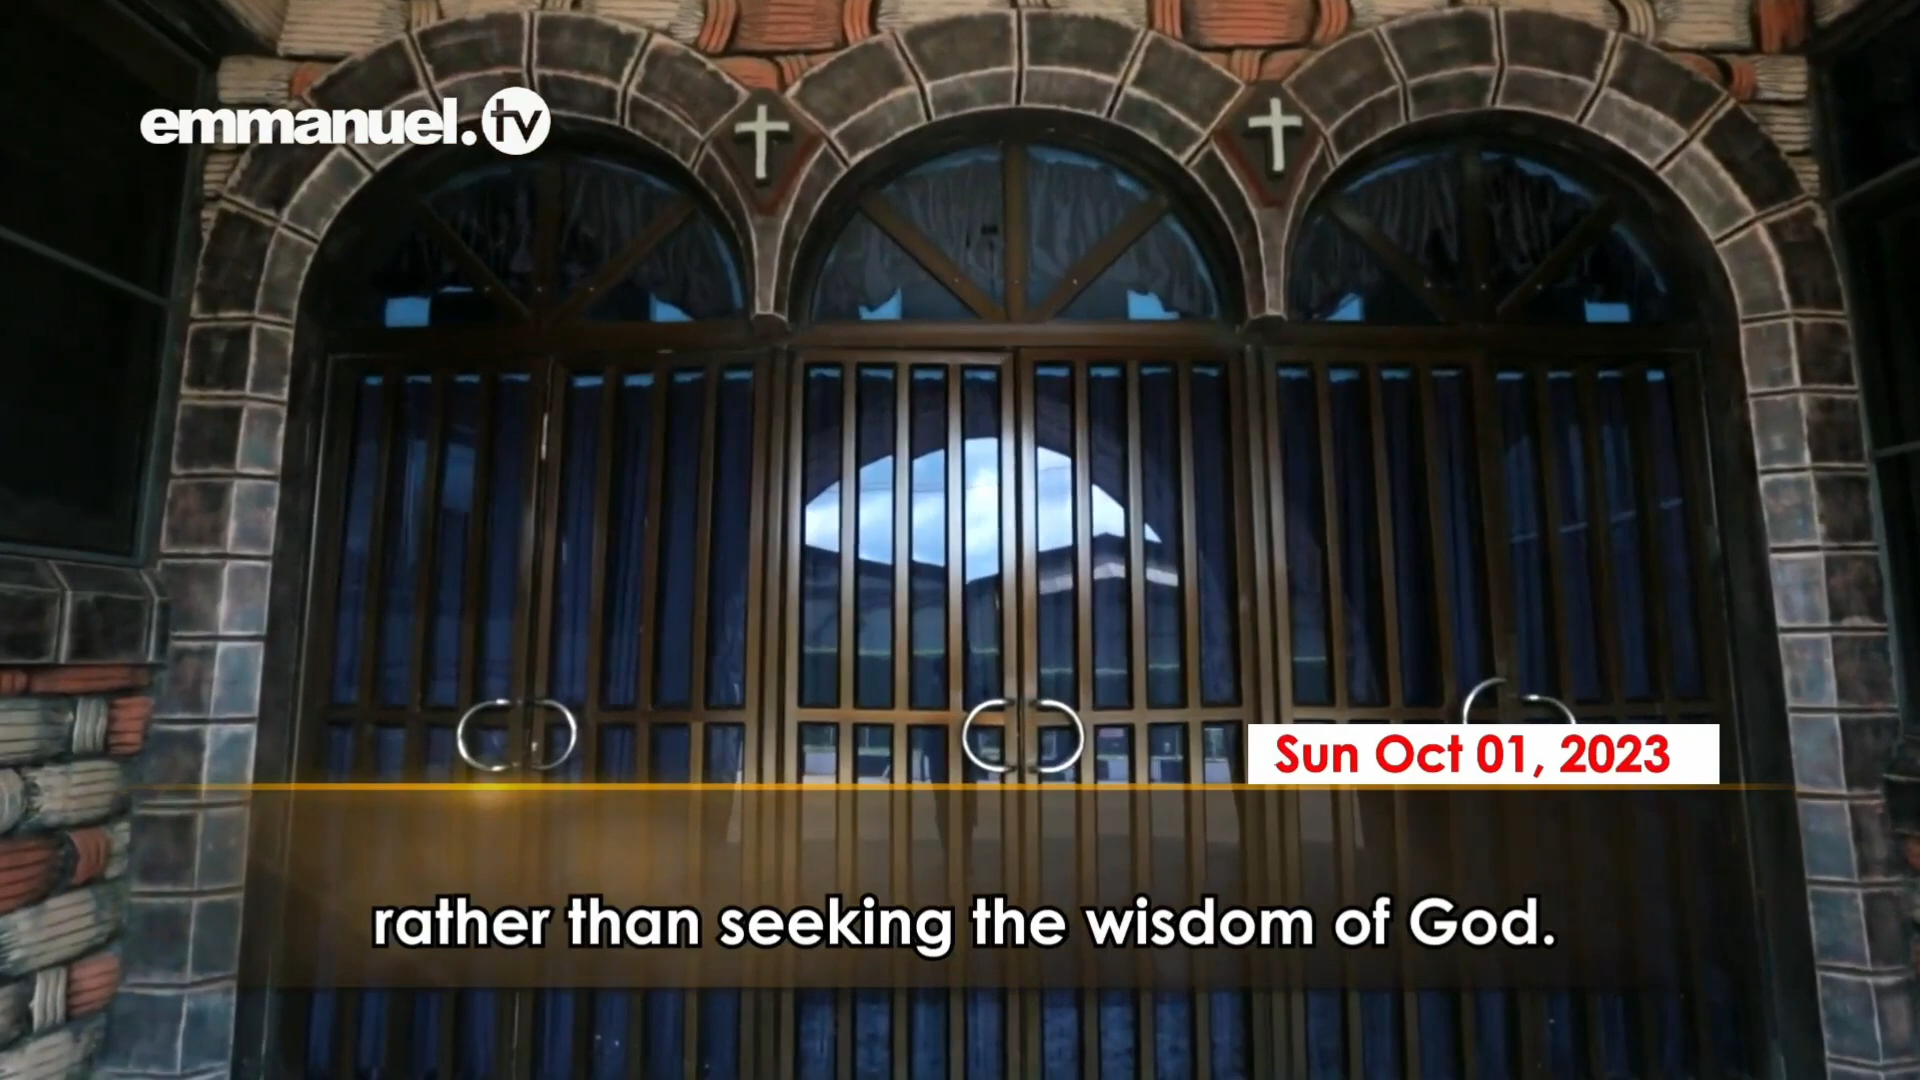 emmanuel.tv
Sun Oct 01, 2023
rather than seeking the wisdom of God.